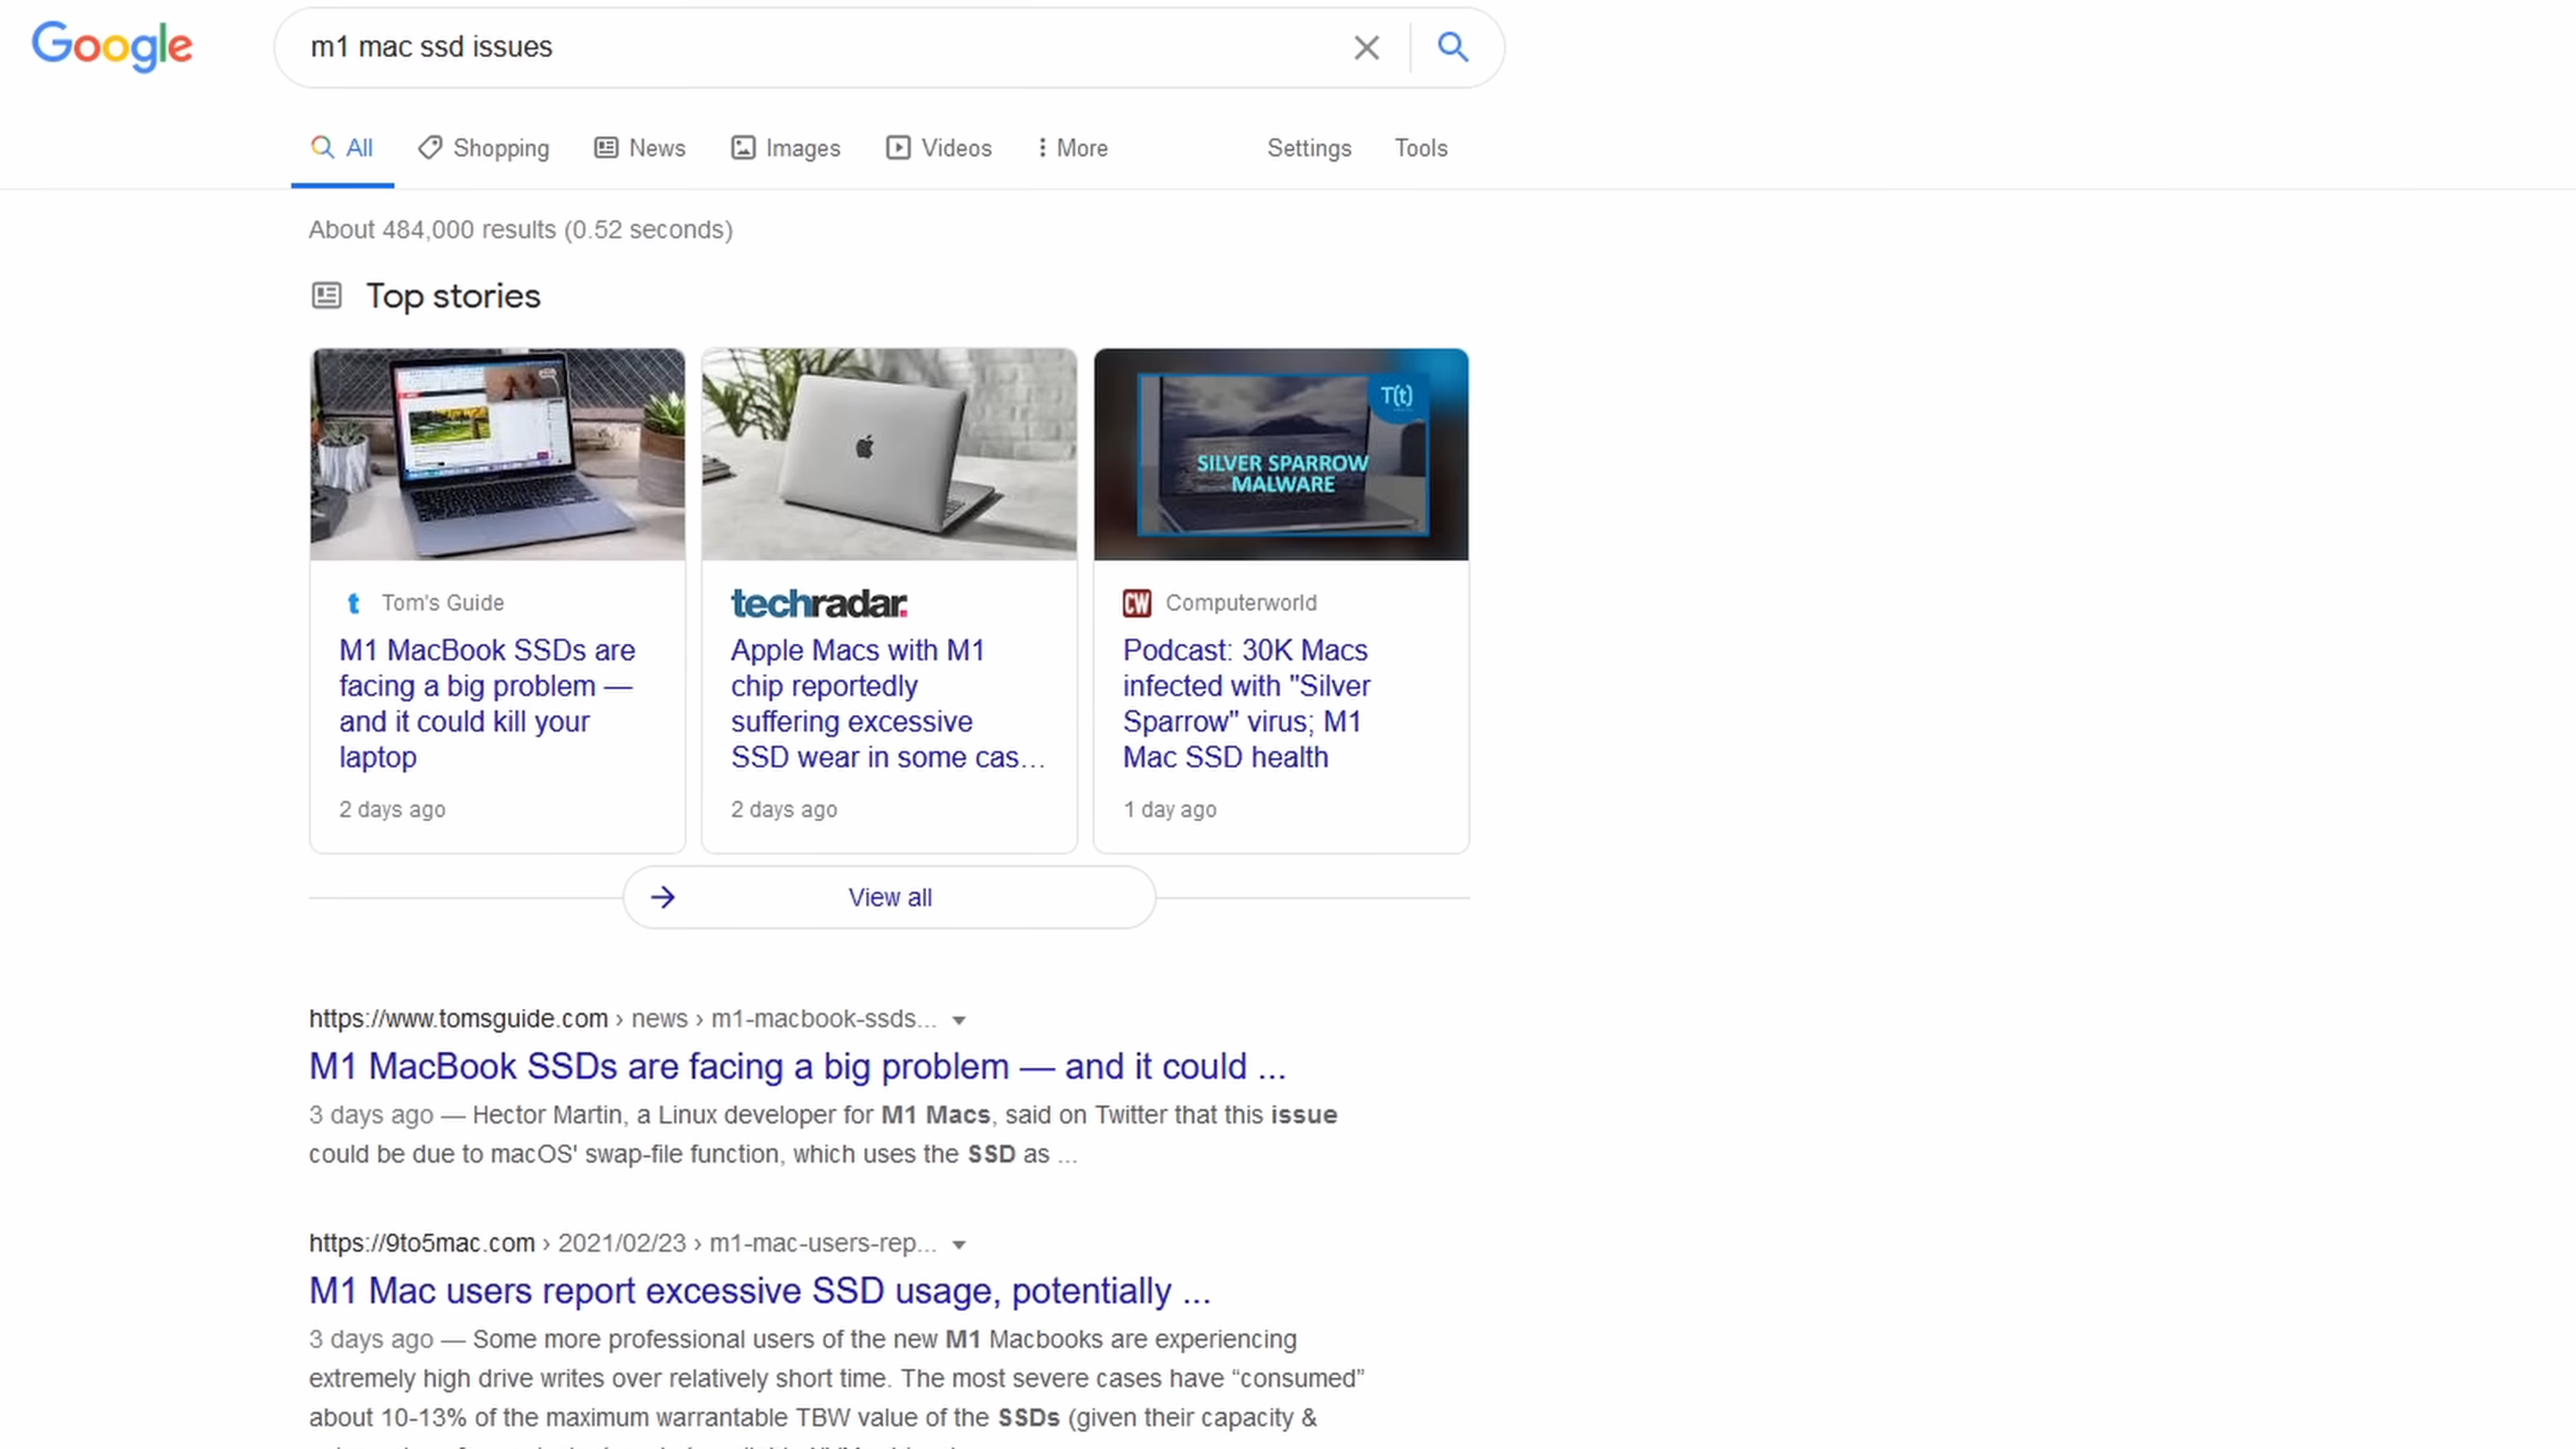 Google
m1 mac ssd issues
All
Shopping
News
Images
Videos
More
Settings
Tools
About 484,000 results (0.52 seconds)
Top stories
T(t)
SILVER SPARROW
MALWARE
Tom's Guide
M1 MacBook SSDs are
facing a big problem —
and it could kill your
laptop
2 days ago
techradar.
Apple Macs with M1
chip reportedly
suffering excessive
SSD wear in some cas...
2 days ago
CW Computerworld
Podcast: 30K Macs
infected with "Silver
Sparrow" virus; M1
Mac SSD health
1 day ago
View all
https://www.tomsguide.com › news › m1-macbook-ssds...
M1 MacBook SSDs are facing a big problem — and it could ...
3 days ago — Hector Martin, a Linux developer for M1 Macs, said on Twitter that this issue
could be due to macOS' swap-file function, which uses the SSD as ...
https://9to5mac.com › 2021/02/23 › m1-mac-users-rep...
M1 Mac users report excessive SSD usage, potentially ...
3 days ago — Some more professional users of the new M1 Macbooks are experiencing
extremely high drive writes over relatively short time. The most severe cases have “consumed”
about 10-13% of the maximum warrantable TBW value of the SSDs (given their capacity &